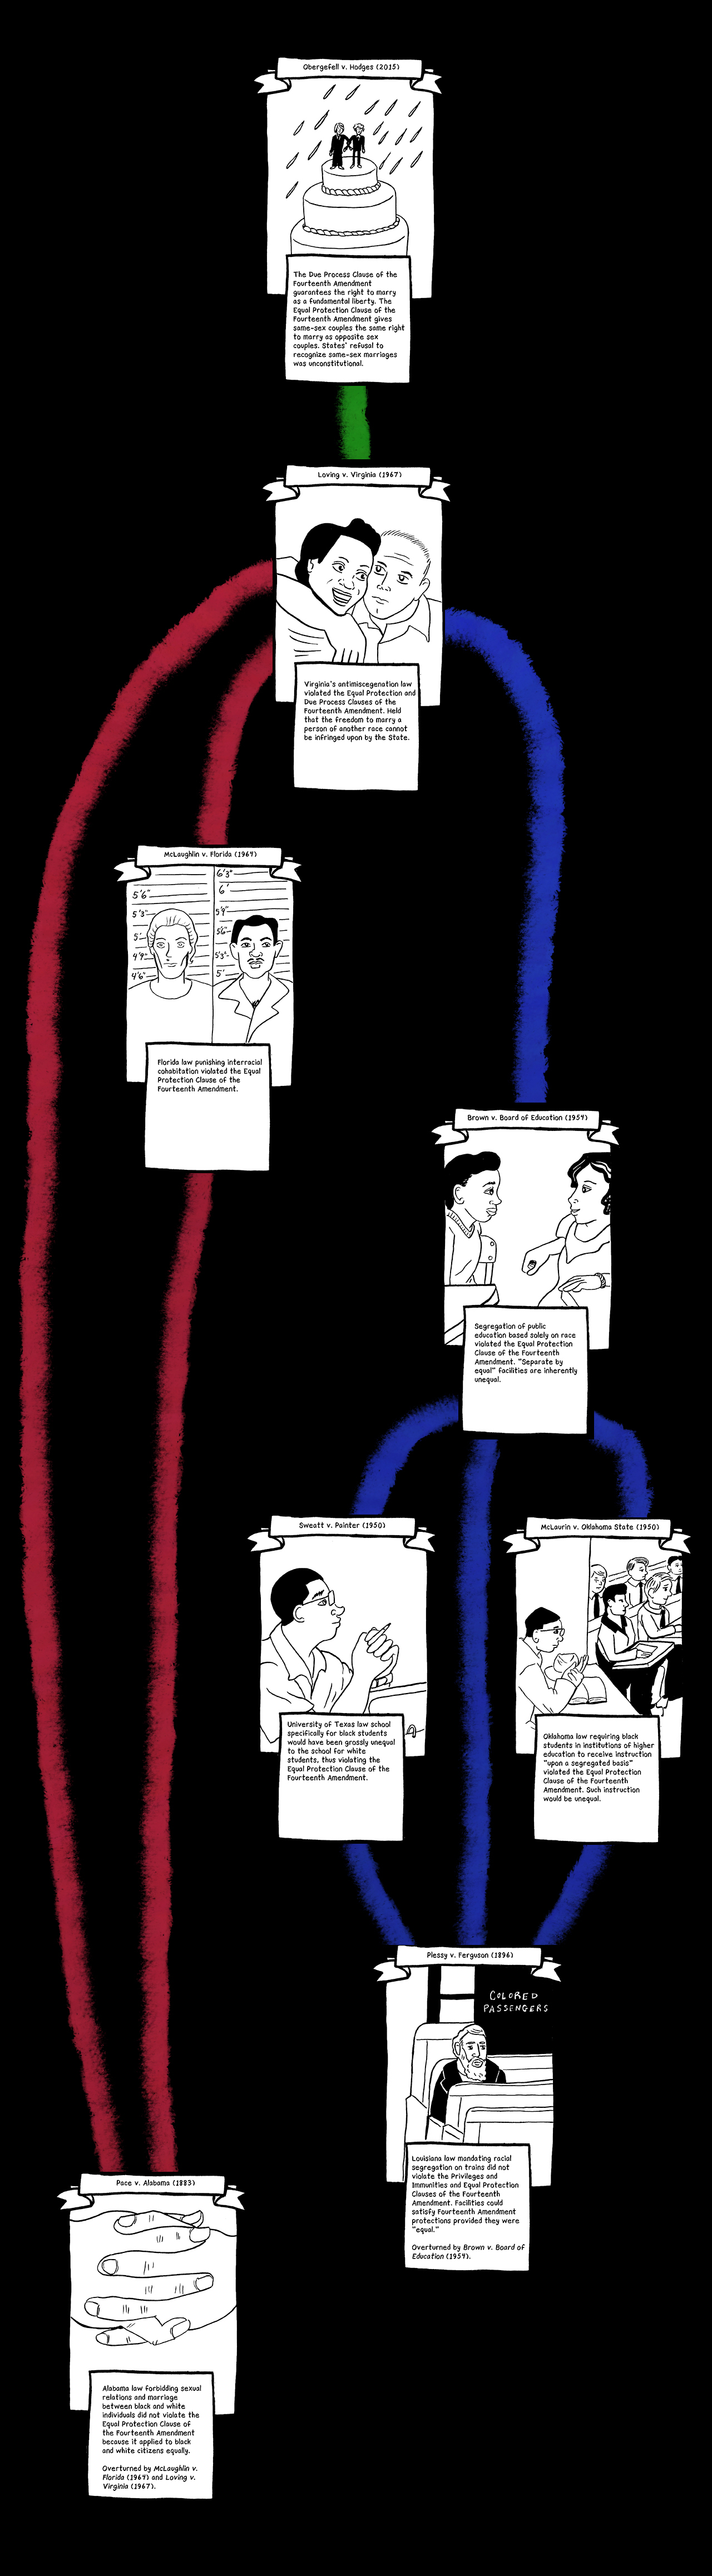 Obergefell v. Hodges (2015)
The Due Process Clause of the
Fourteenth Amendment
guarantees the right to marry
as a fundamental liberty. The
Equal Protection Clause of the
Fourteenth Amendment gives
same-sex couples the same right
to marry as opposite sex
couples. States' refusal to
recognize same-sex marriages
was unconstitutional.
Loving v. Virginia (1967)
Virginia's antimiscegenation law
violated the Equal Protection and
Due Process Clauses of the
Fourteenth Amendment. Held
that the freedom to marry a
person of another race cannot
be infringed upon by the State.
McLaughlin v. Florida (1964)
5'6"
5'3"
5'
4'9"
4'6"
6'3"
6'
5'9"
5'6"
5'3"
5'
Florida law punishing interracial
cohabitation violated the Equal
Protection Clause of the
Fourteenth Amendment.
Brown v. Board of Education (1954)
Segregation of public
education based solely on race
violated the Equal Protection
Clause of the Fourteenth
Amendment. "Separate by
equal" facilities are inherently
unequal.
Sweatt v. Painter (1950)
University of Texas law school
specifically for black students
would have been grossly unequal
to the school for white
students, thus violating the
Equal Protection Clause of the
Fourteenth Amendment.
McLaurin v. Oklahoma State (1950)
Oklahoma law requiring black
students in institutions of higher
education to receive instruction
"upon a segregated basis"
violated the Equal Protection
Clause of the Fourteenth
Amendment. Such instruction
would be unequal.
Plessy v. Ferguson (1896)
COLORED
PASSENGERS
Louisiana law mandating racial
segregation on trains did not
violate the Privileges and
Immunities and Equal Protection
Clauses of the Fourteenth
Amendment. Facilities could
satisfy Fourteenth Amendment
protections provided they were
"equal."
Overturned by Brown v. Board of
Education (1954).
Pace v. Alabama (1883)
Alabama law forbidding sexual
relations and marriage
between black and white
individuals did not violate the
Equal Protection Clause of
the Fourteenth Amendment
because it applied to black
and white citizens equally.
Overturned by McLaughlin v.
Florida (1964) and Loving v.
Virginia (1967).